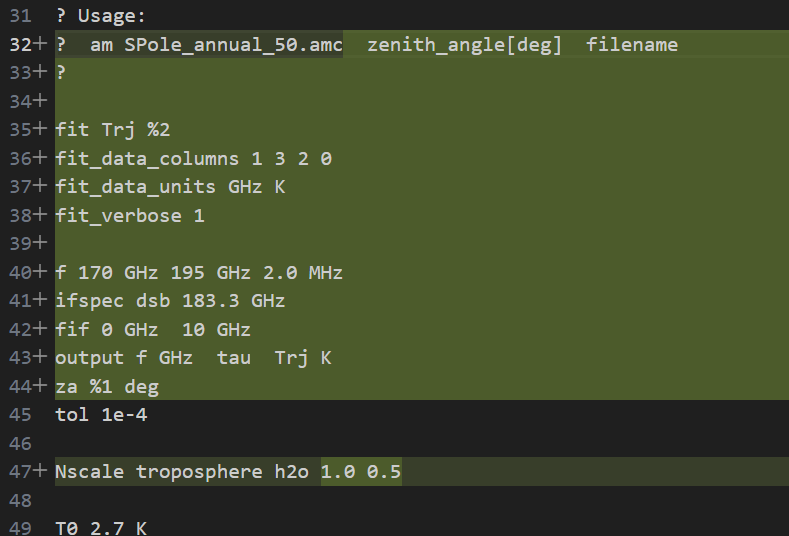 31 ? Usage:
32+ ?  am SPole_annual_50.amc  zenith_angle[deg]  filename
33+ ?
34+
35+ fit Trj %2
36+ fit_data_columns 1 3 2 0
37+ fit_data_units GHz K
38+ fit_verbose 1
39+
40+ f 170 GHz 195 GHz 2.0 MHz
41+ ifspec dsb 183.3 GHz
42+ fif 0 GHz  10 GHz
43+ output f GHz  tau  Trj K
44+ za %1 deg
45 tol 1e-4
46
47+ Nscale troposphere h2o 1.0 0.5
48
49 T0 2.7 K